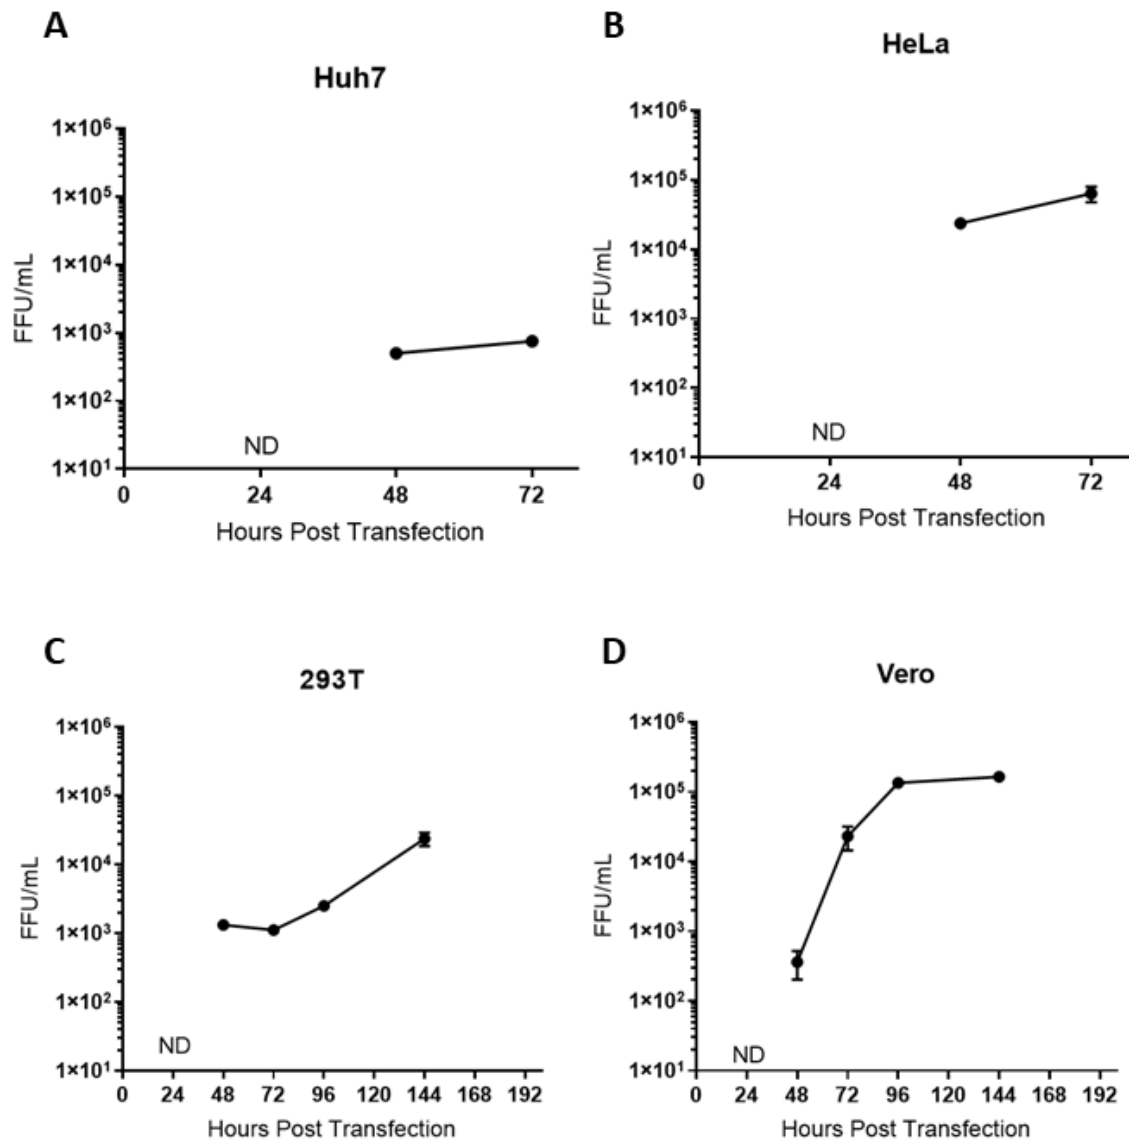 A
Huh7
1×10⁶
1×10⁵
1×10⁴
1×10³
1×10²
1×10¹
FFU/mL
ND
0 24 48 72
Hours Post Transfection
B
HeLa
1×10⁶
1×10⁵
1×10⁴
1×10³
1×10²
1×10¹
FFU/mL
ND
0 24 48 72
Hours Post Transfection
C
293T
1×10⁶
1×10⁵
1×10⁴
1×10³
1×10²
1×10¹
FFU/mL
ND
0 24 48 72 96 120 144 168 192
Hours Post Transfection
D
Vero
1×10⁶
1×10⁵
1×10⁴
1×10³
1×10²
1×10¹
FFU/mL
ND
0 24 48 72 96 120 144 168 192
Hours Post Transfection